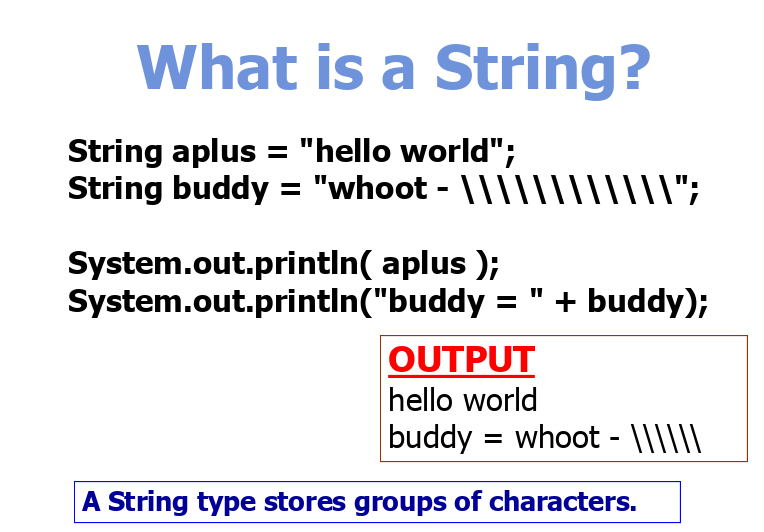 What is a String?
String aplus = "hello world";
String buddy = "whoot - \\\\\\\\\\\\";
System.out.println( aplus );
System.out.println("buddy = " + buddy);
OUTPUT
hello world
buddy = whoot - \\\\\\
A String type stores groups of characters.